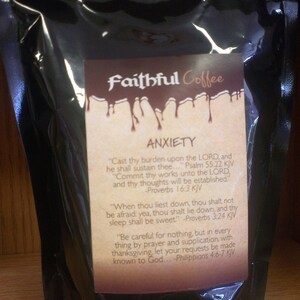 Faithful Coffee
ANXIETY
"Cast thy burden upon the LORD, and
he shall sustain thee. . ." Psalm 55:22 KJV
"Commit thy works unto the LORD,
and thy thoughts will be established."
-Proverbs 16:3 KJV
"When thou liest down, thou shalt not
be afraid: yea, thou shalt lie down, and thy
sleep shall be sweet." -Proverbs 3:24 KJV
"Be careful for nothing, but in every
thing by prayer and supplication with
thanksgiving let your requests be made
known to God. . . -Philippians 4:6-7 KJV